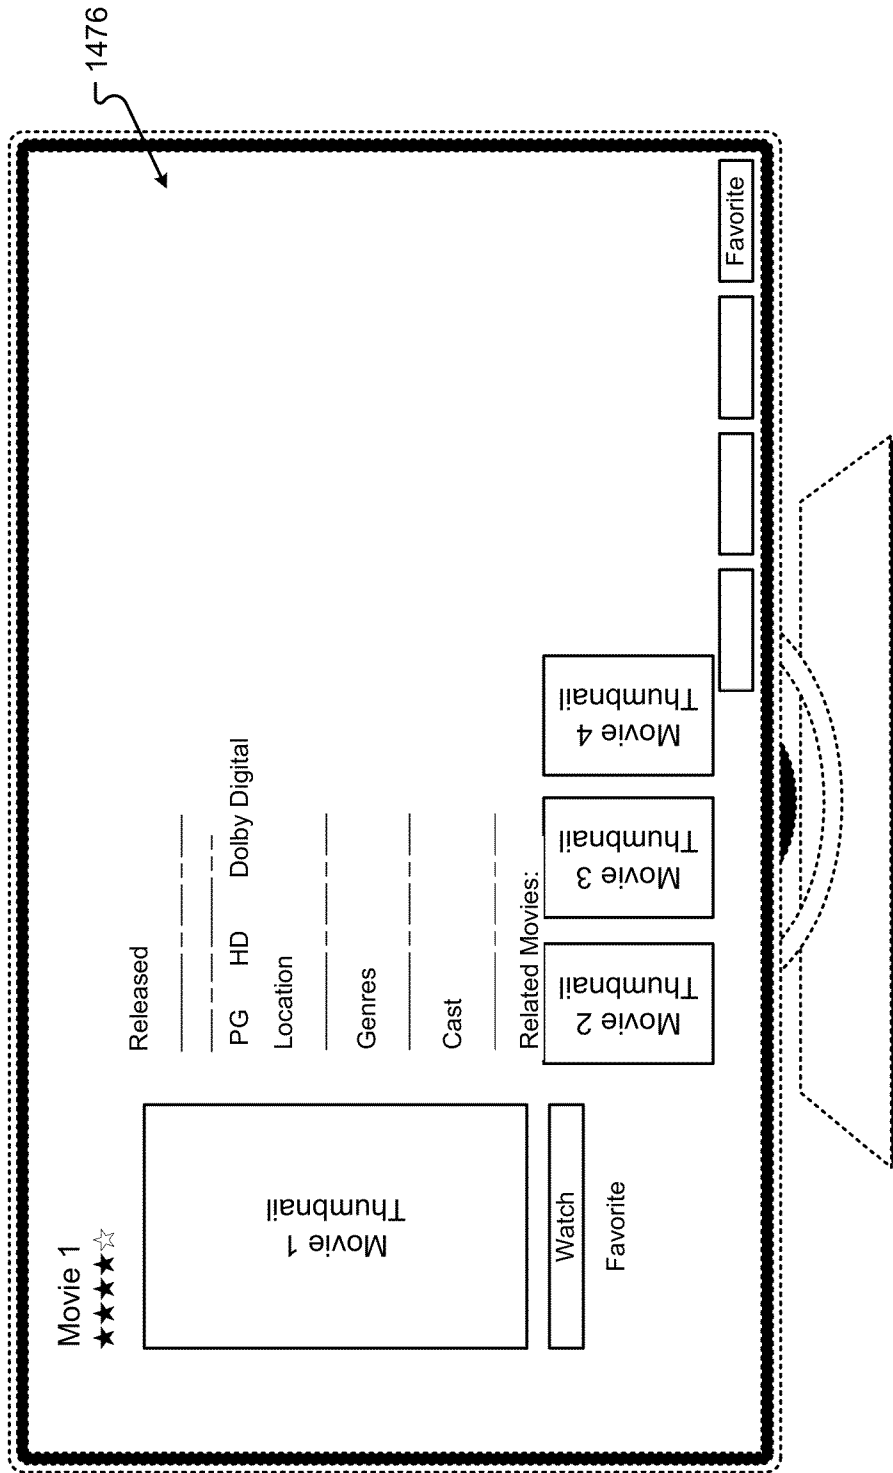 1476
Movie 1
★★★★☆
Movie 1
Thumbnail
Watch
Favorite
Released
PG HD Dolby Digital
Location
Genres
Cast
Related Movies:
Movie 2
Thumbnail
Movie 3
Thumbnail
Movie 4
Thumbnail
Favorite